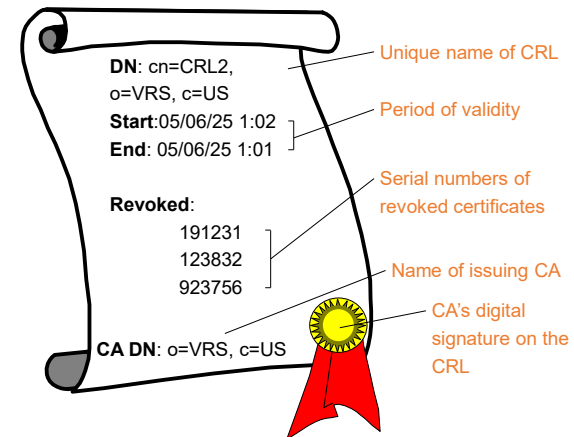 DN: cn=CRL2,
o=VRS, c=US
Start:05/06/25 1:02
End: 05/06/25 1:01
Revoked:
191231
123832
923756
CA DN: o=VRS, c=US
Unique name of CRL
Period of validity
Serial numbers of
revoked certificates
Name of issuing CA
CA's digital
signature on the
CRL